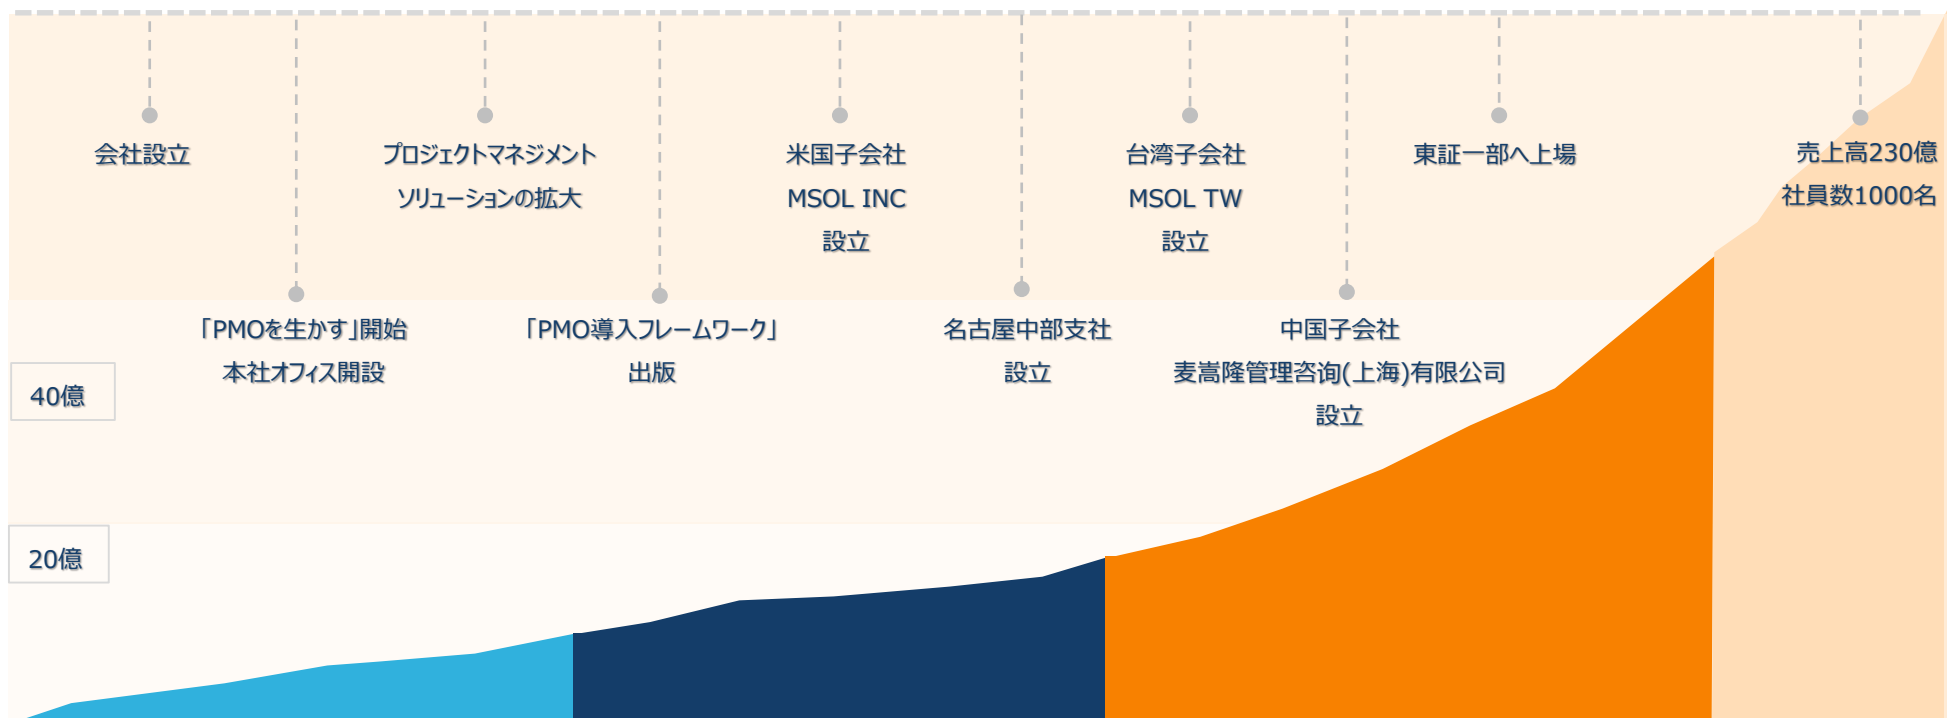 会社設立
「PMOを生かす」開始
本社オフィス開設
プロジェクトマネジメント
ソリューションの拡大
「PMO導入フレームワーク」
出版
米国子会社
MSOL INC
設立
名古屋中部支社
設立
台湾子会社
MSOL TW
設立
中国子会社
麦嵩隆管理咨询(上海)有限公司
設立
東証一部へ上場
売上高230億
社員数1000名
40億
20億